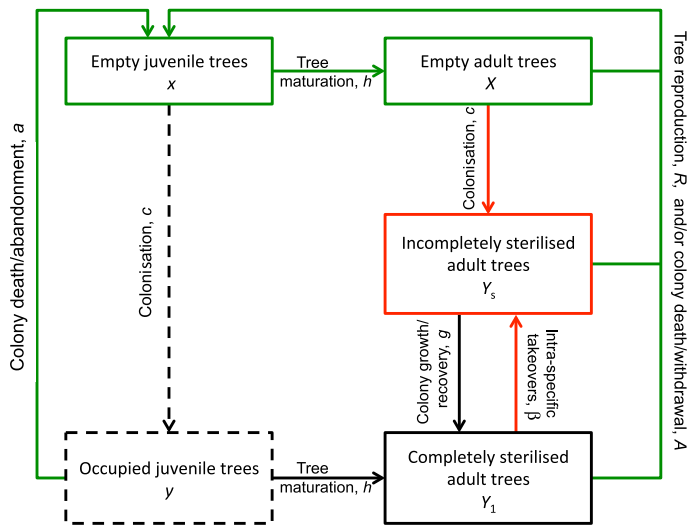 Empty juvenile trees
x
Tree
maturation, h
Empty adult trees
X
Colony death/abandonment, a
Colonisation, c
Colonisation, c
Tree reproduction, R, and/or colony death/withdrawal, A
Incompletely sterilised
adult trees
Ys
Colony growth/
recovery, g
Intra-specific
takeovers, β
Occupied juvenile trees
y
Tree
maturation, h
Completely sterilised
adult trees
Y1